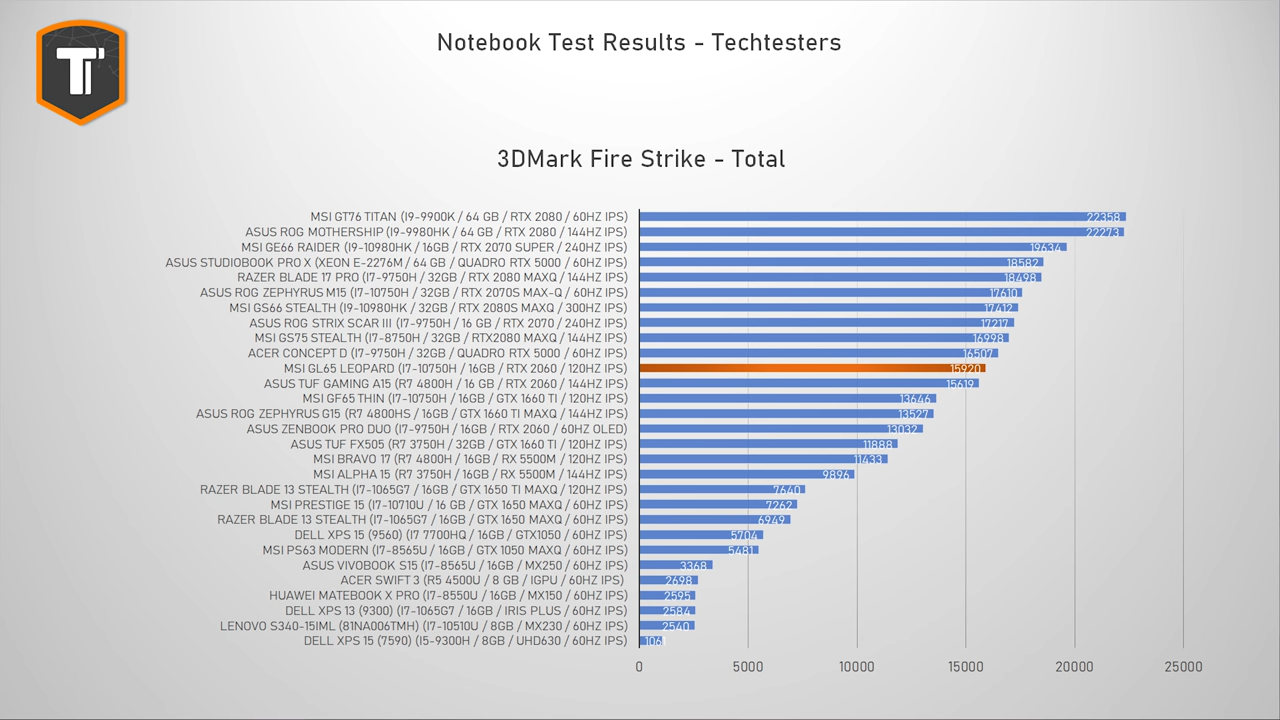 T
Notebook Test Results - Techtesters
3DMark Fire Strike - Total
MSI GT76 TITAN (I9-9900K / 64 GB / RTX 2080 / 60HZ IPS) 22358
ASUS ROG MOTHERSHIP (I9-9980HK / 64 GB / RTX 2080 / 144HZ IPS) 22273
MSI GE66 RAIDER (I9-10980HK / 16GB / RTX 2070 SUPER / 240HZ IPS) 19634
ASUS STUDIOBOOK PRO X (XEON E-2276M / 64 GB / QUADRO RTX 5000 / 60HZ IPS) 18582
RAZER BLADE 17 PRO (I7-9750H / 32GB / RTX 2080 MAXQ / 144HZ IPS) 18498
ASUS ROG ZEPHYRUS M15 (I7-10750H / 32GB / RTX 2070S MAX-Q / 60HZ IPS) 17610
MSI GS66 STEALTH (I9-10980HK / 32GB / RTX 2080S MAXQ / 300HZ IPS) 17412
ASUS ROG STRIX SCAR III (I7-9750H / 16 GB / RTX 2070 / 240HZ IPS) 17217
MSI GS75 STEALTH (I7-8750H / 32GB / RTX2080 MAXQ / 144HZ IPS) 16998
ACER CONCEPT D (I7-9750H / 32GB / QUADRO RTX 5000 / 60HZ IPS) 16507
MSI GL65 LEOPARD (I7-10750H / 16GB / RTX 2060 / 120HZ IPS) 15920
ASUS TUF GAMING A15 (R7 4800H / 16 GB / RTX 2060 / 144HZ IPS) 15619
MSI GF65 THIN (I7-10750H / 16GB / GTX 1660 TI / 120HZ IPS) 13646
ASUS ROG ZEPHYRUS G15 (R7 4800HS / 16GB / GTX 1660 TI MAXQ / 144HZ IPS) 13527
ASUS ZENBOOK PRO DUO (I7-9750H / 16GB / RTX 2060 / 60HZ OLED) 13032
ASUS TUF FX505 (R7 3750H / 32GB / GTX 1660 TI / 120HZ IPS) 11888
MSI BRAVO 17 (R7 4800H / 16GB / RX 5500M / 120HZ IPS) 11433
MSI ALPHA 15 (R7 3750H / 16GB / RX 5500M / 144HZ IPS) 9896
RAZER BLADE 13 STEALTH (I7-1065G7 / 16GB / GTX 1650 TI MAXQ / 120HZ IPS) 7640
MSI PRESTIGE 15 (I7-10710U / 16 GB / GTX 1650 MAXQ / 60HZ IPS) 7262
RAZER BLADE 13 STEALTH (I7-1065G7 / 16GB / GTX 1650 MAXQ / 60HZ IPS) 6949
DELL XPS 15 (9560) (I7 7700HQ / 16GB / GTX1050 / 60HZ IPS) 5704
MSI PS63 MODERN (I7-8565U / 16GB / GTX 1050 MAXQ / 60HZ IPS) 5481
ASUS VIVOBOOK S15 (I7-8565U / 16GB / MX250 / 60HZ IPS) 3368
ACER SWIFT 3 (R5 4500U / 8 GB / IGPU / 60HZ IPS) 2698
HUAWEI MATEBOOK X PRO (I7-8550U / 16GB / MX150 / 60HZ IPS) 2595
DELL XPS 13 (9300) (I7-1065G7 / 16GB / IRIS PLUS / 60HZ IPS) 2584
LENOVO S340-15IML (81NA006TMH) (I7-10510U / 8GB / MX230 / 60HZ IPS) 2540
DELL XPS 15 (7590) (I5-9300H / 8GB / UHD630 / 60HZ IPS)
0 5000 10000 15000 20000 25000